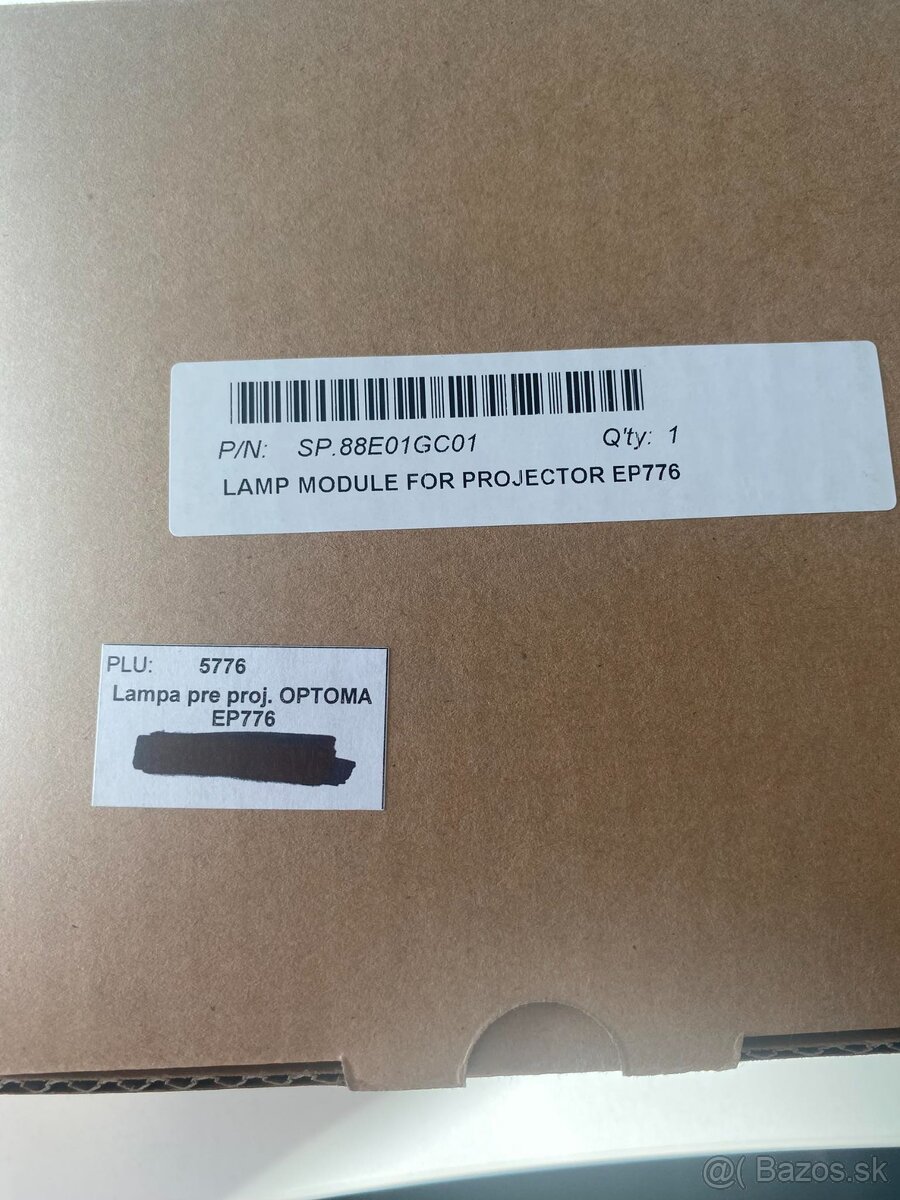 P/N: SP.88E01GC01 Q'ty: 1
LAMP MODULE FOR PROJECTOR EP776
PLU: 5776
Lampa pre proj. OPTOMA
EP776
@( Bazos.sk